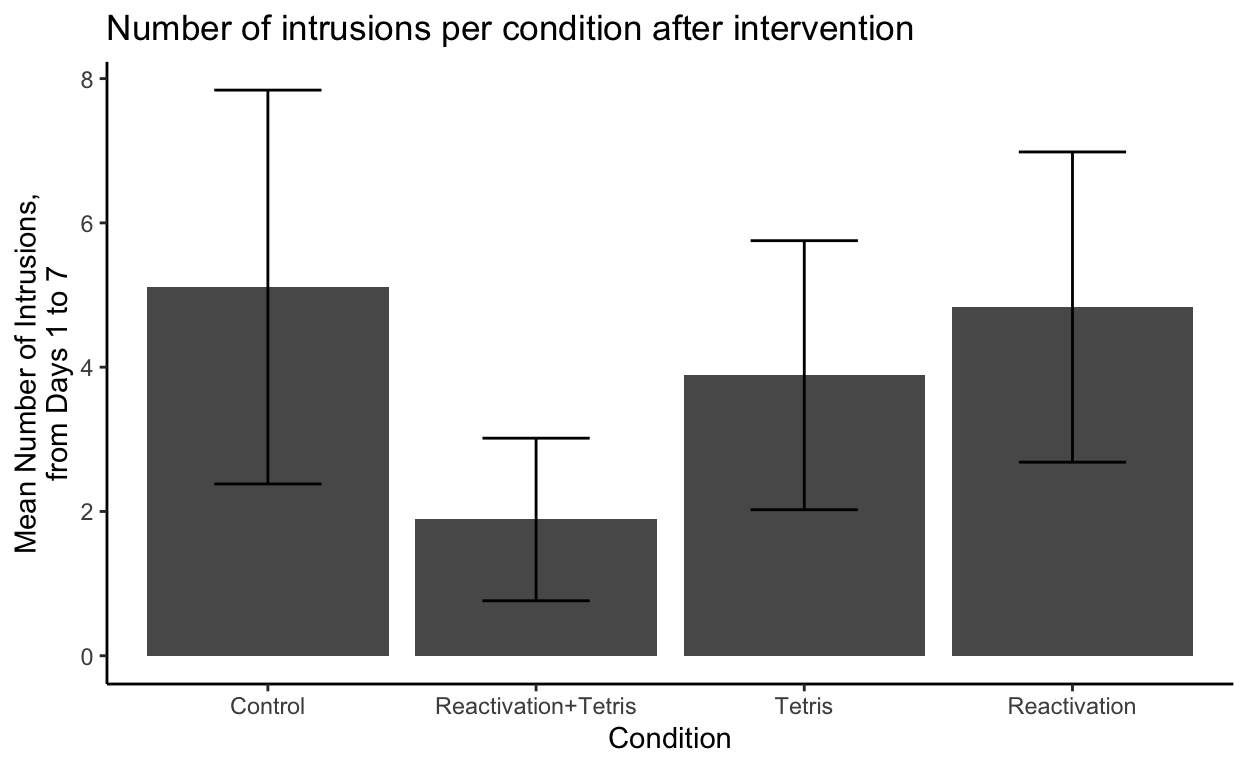 Number of intrusions per condition after intervention
Mean Number of Intrusions,
from Days 1 to 7
8
6
4
2
0
Control
Reactivation+Tetris
Tetris
Reactivation
Condition